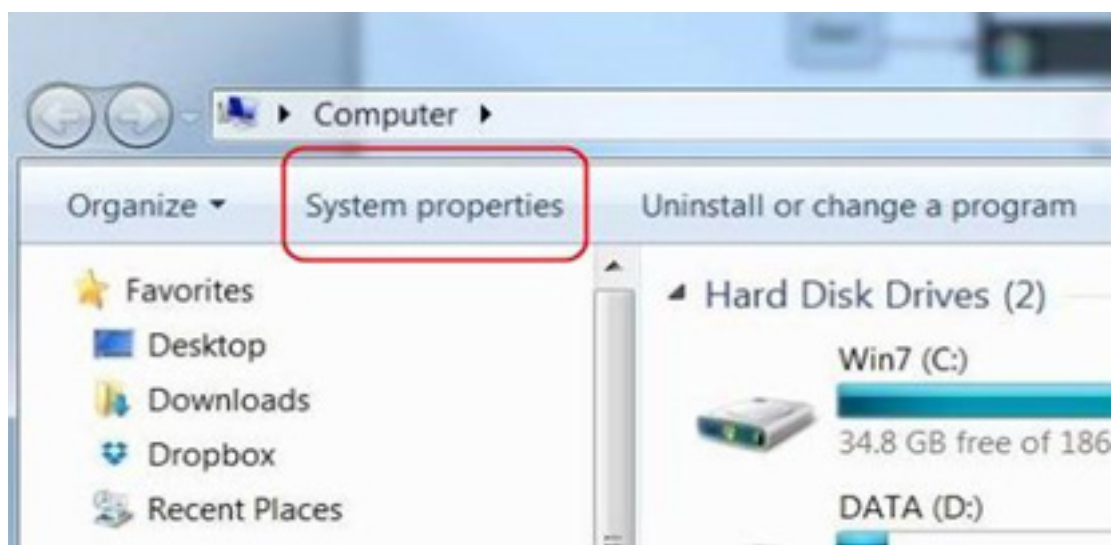 Computer
Organize System properties Uninstall or change a program
Favorites
Desktop
Downloads
Dropbox
Recent Places
Hard Disk Drives (2)
Win7 (C:)
34.8 GB free of 186
DATA (D:)